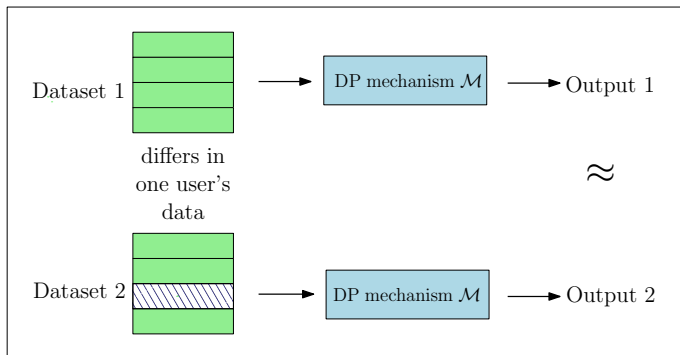 Dataset 1
DP mechanism ℳ
Output 1
differs in
one user's
data
≈
Dataset 2
DP mechanism ℳ
Output 2